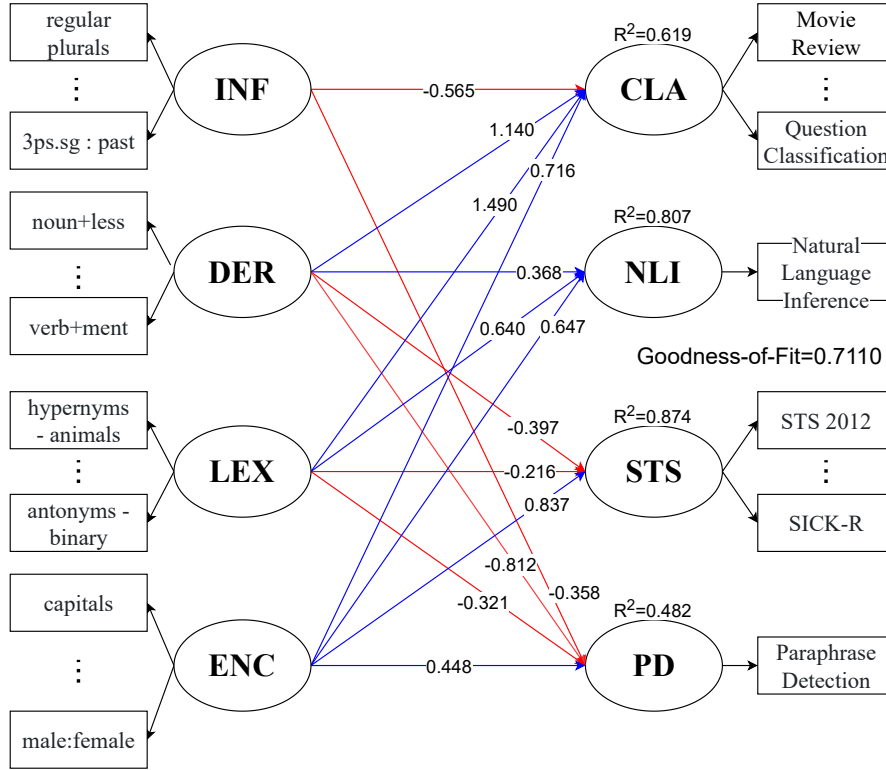 regular
plurals
⋮
3ps.sg : past
noun+less
⋮
verb+ment
hypernyms
- animals
⋮
antonyms -
binary
capitals
⋮
male:female
INF
DER
LEX
ENC
-0.565
1.140
0.716
1.490
0.368
0.640
0.647
-0.397
-0.216
0.837
-0.812
-0.358
-0.321
0.448
R²=0.619
CLA
R²=0.807
NLI
Goodness-of-Fit=0.7110
R²=0.874
STS
R²=0.482
PD
Movie
Review
⋮
Question
Classification
Natural
Language
Inference
STS 2012
⋮
SICK-R
Paraphrase
Detection